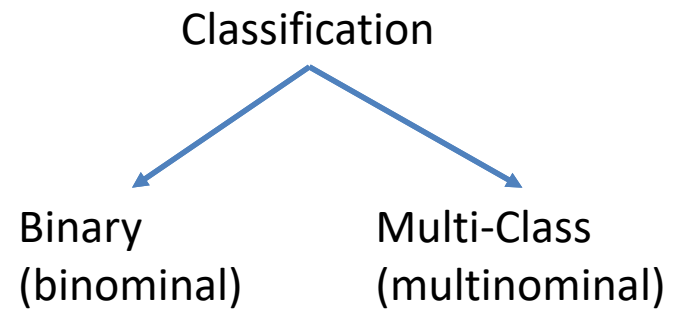 Classification
Binary
(binominal)
Multi-Class
(multinominal)